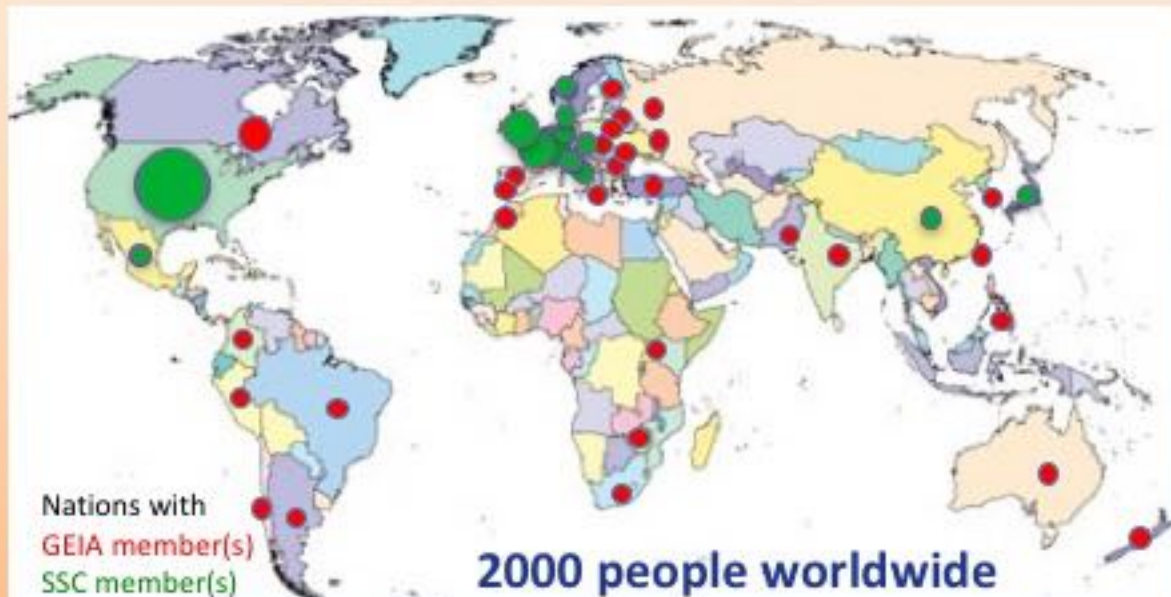 Nations with
GEIA member(s)
SSC member(s)
2000 people worldwide